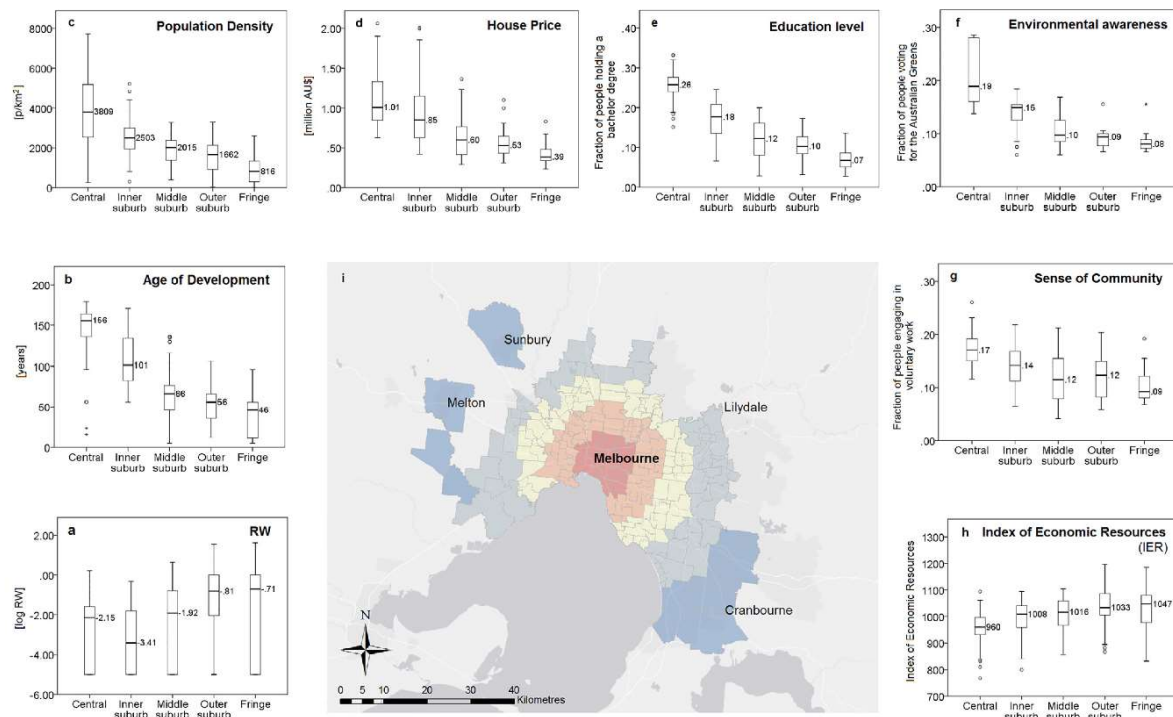 c Population Density
[p/km²]
8000
6000
4000
2000
0
3809
2503
2015
1662
816
Central
Inner suburb
Middle suburb
Outer suburb
Fringe
d House Price
[million AU$]
2.0
1.5
1.0
.50
.00
1.01
.85
.60
.53
.39
Central
Inner suburb
Middle suburb
Outer suburb
Fringe
e Education level
Fraction of people holding a
bachelor degree
.40
.30
.20
.10
.00
.26
.18
.12
.10
.07
Central
Inner suburb
Middle suburb
Outer suburb
Fringe
f Environmental awareness
Fraction of people voting
for the Australian Greens
.30
.20
.10
.00
.19
.15
.10
.09
.08
Central
Inner suburb
Middle suburb
Outer suburb
Fringe
b Age of Development
[years]
200
150
100
50
0
156
101
66
56
46
Central
Inner suburb
Middle suburb
Outer suburb
Fringe
i
Sunbury
Melton
Lilydale
Melbourne
Cranbourne
N
0 5 10 20 30 40
Kilometres
g Sense of Community
Fraction of people engaging in
voluntary work
.30
.20
.10
.00
.17
.14
.12
.12
.09
Central
Inner suburb
Middle suburb
Outer suburb
Fringe
a RW
[log RW]
2.00
.00
-2.00
-4.00
-6.00
-2.15
-3.41
-1.92
-.81
-.71
Central
Inner suburb
Middle suburb
Outer suburb
Fringe
h Index of Economic Resources
(IER)
Index of Economic Resources
1300
1200
1100
1000
900
800
700
960
1008
1016
1033
1047
Central
Inner suburb
Middle suburb
Outer suburb
Fringe